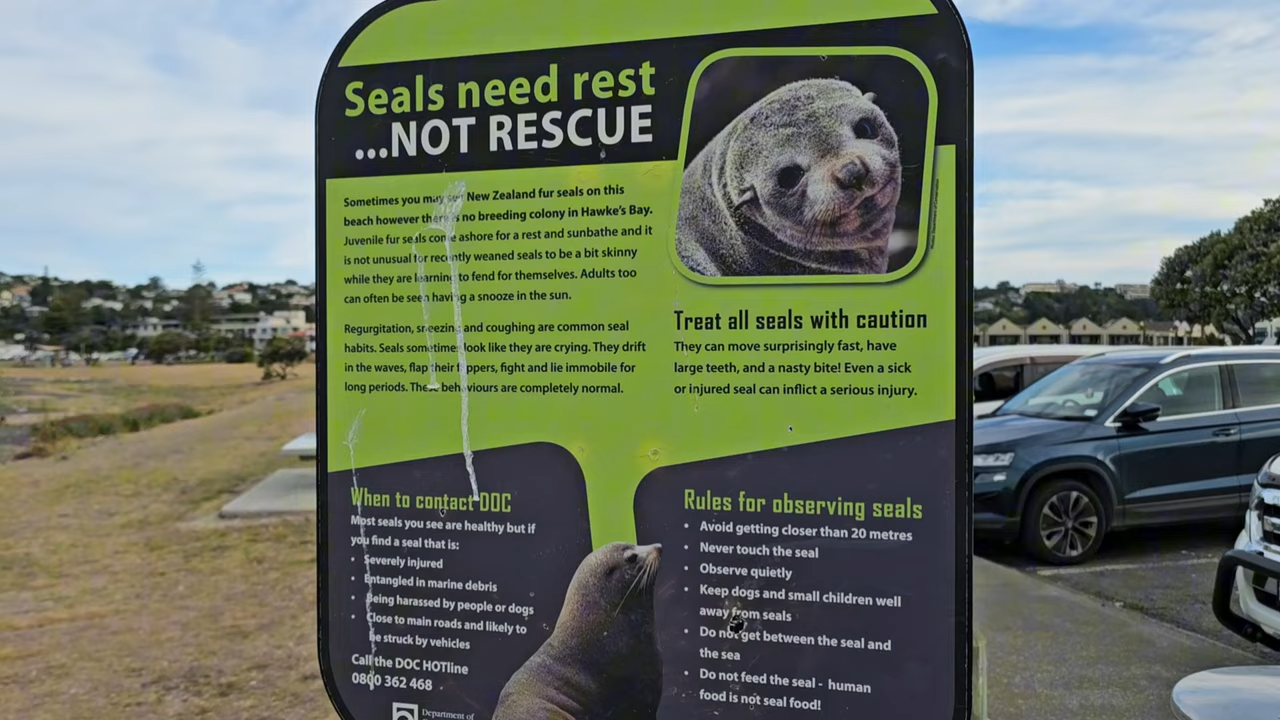 Seals need rest
...NOT RESCUE
Sometimes you may see New Zealand fur seals on this
beach however there is no breeding colony in Hawke's Bay.
Juvenile fur seals come ashore for a rest and sunbathe and it
is not unusual for recently weaned seals to be a bit skinny
while they are learning to fend for themselves. Adults too
can often be seen having a snooze in the sun.
Regurgitation, sneezing and coughing are common seal
habits. Seals sometimes look like they are crying. They drift
in the waves, flap their flippers, fight and lie immobile for
long periods. These behaviours are completely normal.
Treat all seals with caution
They can move surprisingly fast, have
large teeth, and a nasty bite! Even a sick
or injured seal can inflict a serious injury.
When to contact DOC
Most seals you see are healthy but if
you find a seal that is:
• Severely injured
• Entangled in marine debris
• Being harassed by people or dogs
• Close to main roads and likely to
be struck by vehicles
Call the DOC HOTline
0800 362 468
Department of
Rules for observing seals
• Avoid getting closer than 20 metres
• Never touch the seal
• Observe quietly
• Keep dogs and small children well
away from seals
• Do not get between the seal and
the sea
• Do not feed the seal - human
food is not seal food!